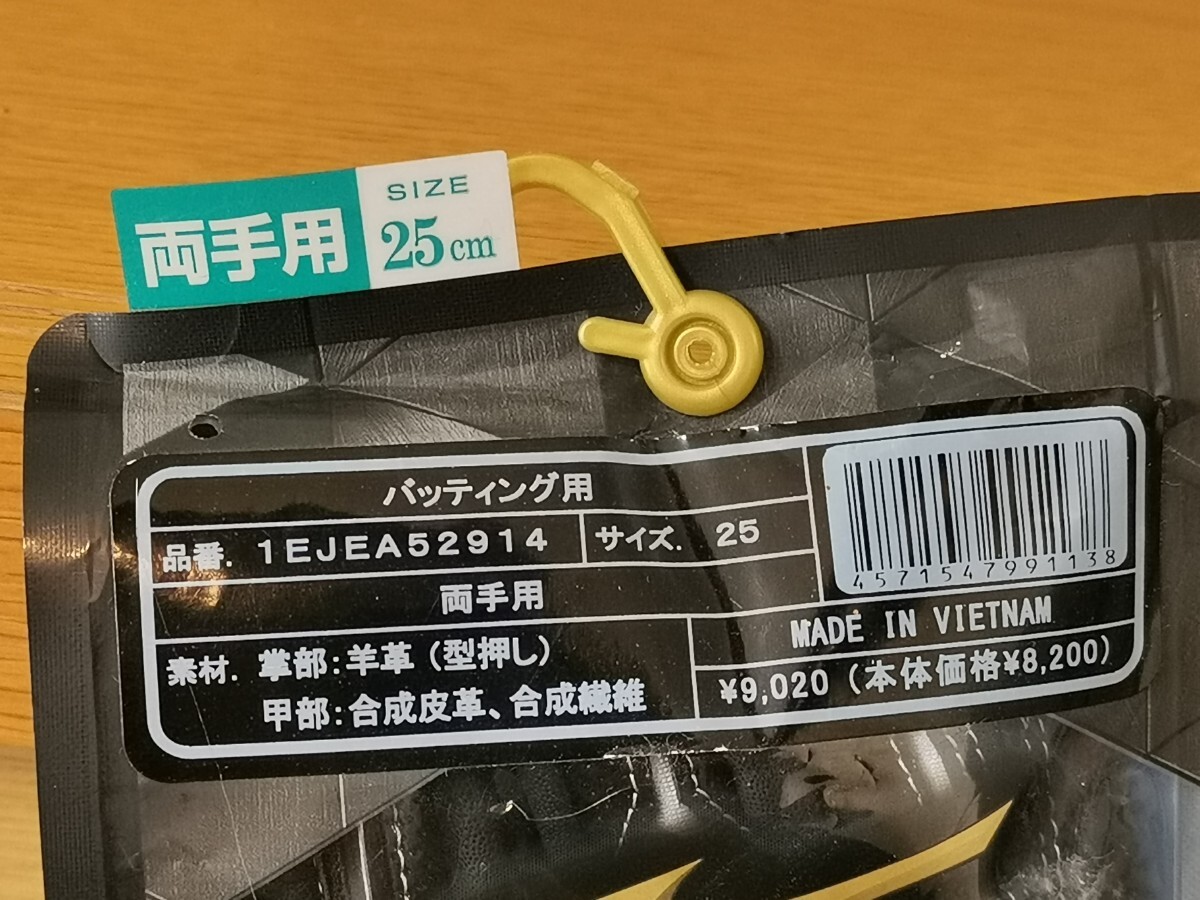 両手用 SIZE 25cm
バッティング用
品番. 1EJEA52914 サイズ. 25
4571547991138
両手用
MADE IN VIETNAM
素材. 掌部:羊革 (型押し)
甲部:合成皮革、合成繊維
¥9,020 (本体価格¥8,200)